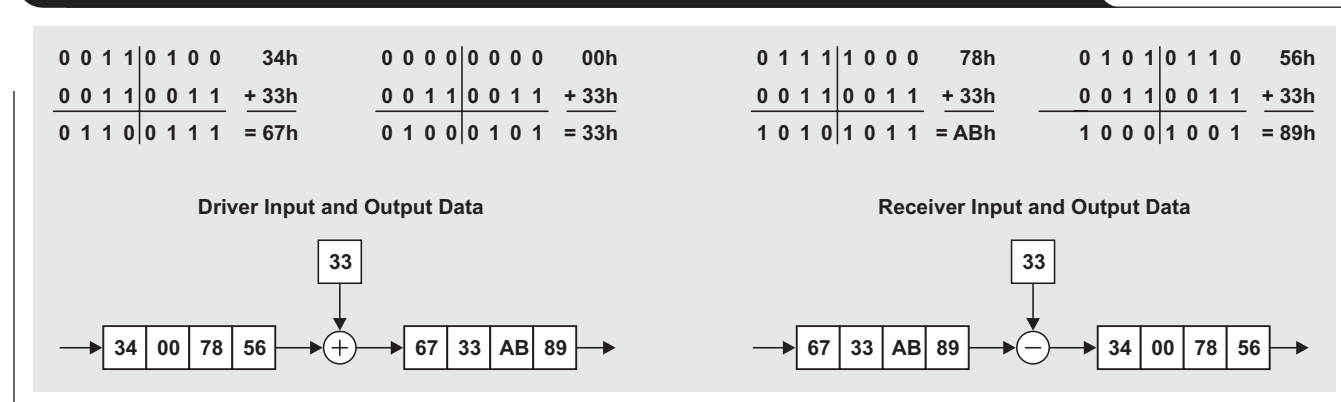 0 0 1 1 0 1 0 0 34h
0 0 1 1 0 0 1 1 + 33h
0 1 1 0 0 1 1 1 = 67h
0 0 0 0 0 0 0 0 00h
0 0 1 1 0 0 1 1 + 33h
0 1 0 0 0 1 0 1 = 33h
0 1 1 1 1 0 0 0 78h
0 0 1 1 0 0 1 1 + 33h
1 0 1 0 1 0 1 1 = ABh
0 1 0 1 0 1 1 0 56h
0 0 1 1 0 0 1 1 + 33h
1 0 0 0 1 0 0 1 = 89h
Driver Input and Output Data
33
34 00 78 56 + 67 33 AB 89
Receiver Input and Output Data
33
67 33 AB 89 − 34 00 78 56